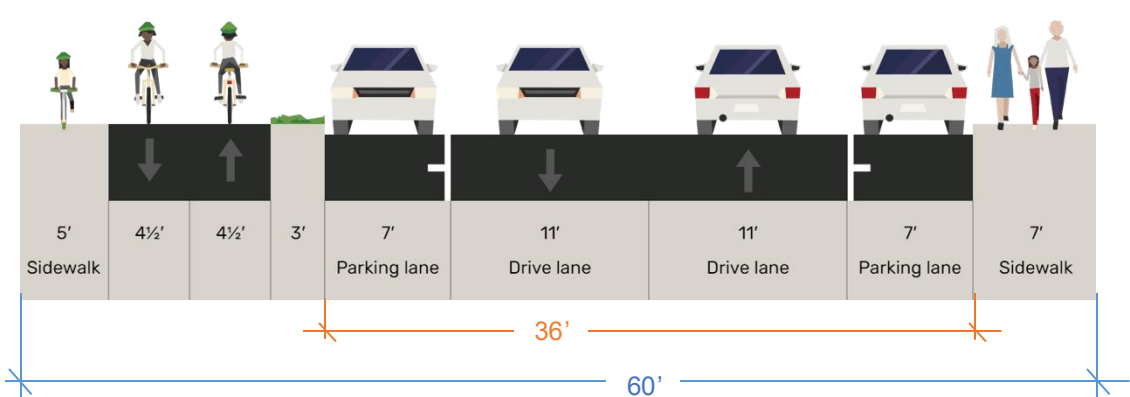 5′ 4½′ 4½′ 3′ 7′ 11′ 11′ 7′ 7′
Sidewalk Parking lane Drive lane Drive lane Parking lane Sidewalk
36’
60’